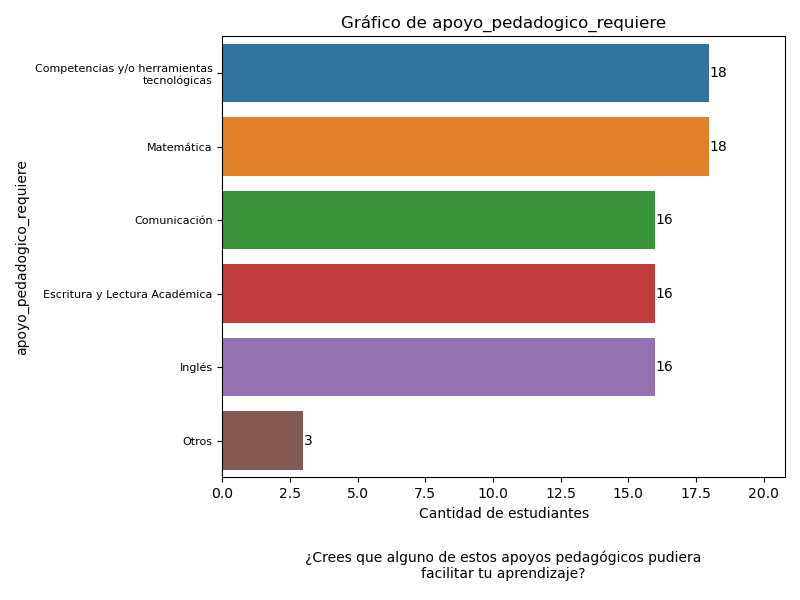 Gráfico de apoyo_pedadogico_requiere
Competencias y/o herramientas
tecnológicas
18
Matemática
18
Comunicación
16
Escritura y Lectura Académica
16
Inglés
16
Otros
3
apoyo_pedadogico_requiere
0.0 2.5 5.0 7.5 10.0 12.5 15.0 17.5 20.0
Cantidad de estudiantes
¿Crees que alguno de estos apoyos pedagógicos pudiera
facilitar tu aprendizaje?